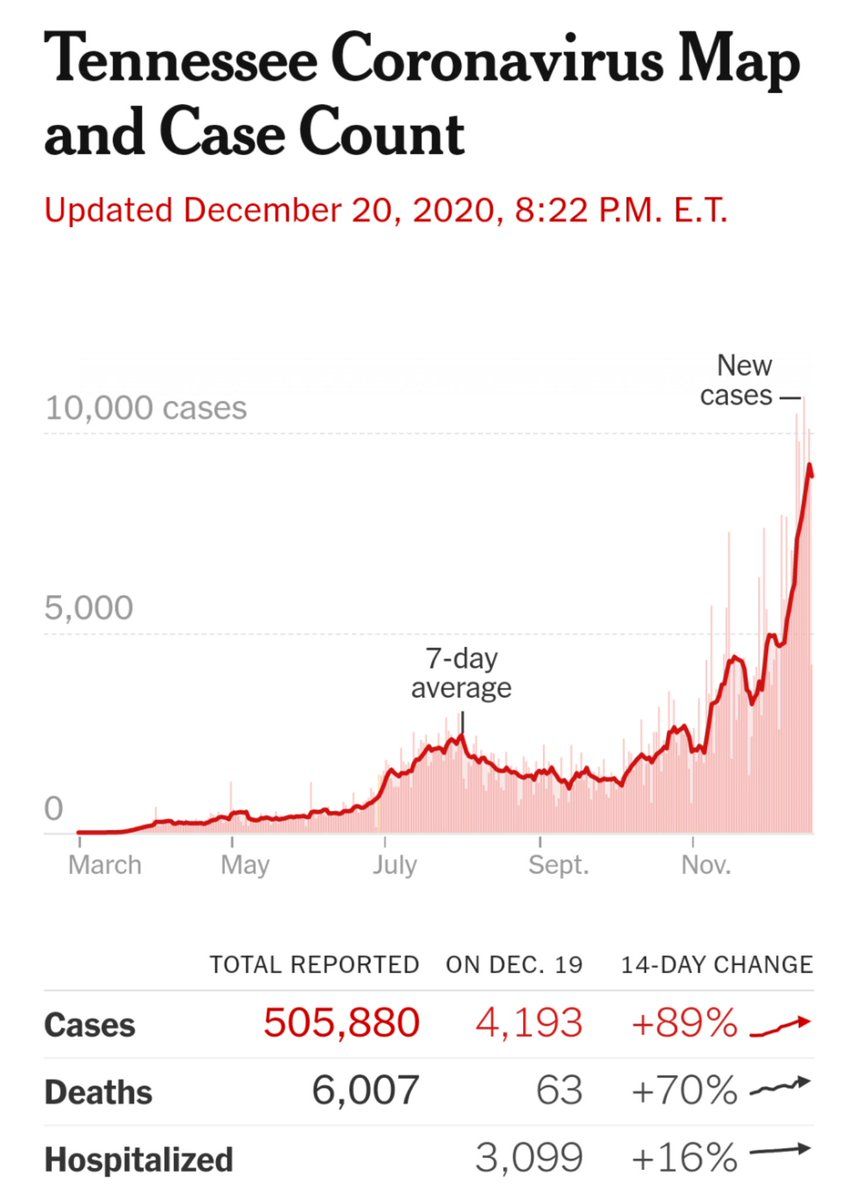 Tennessee Coronavirus Map
and Case Count
Updated December 20, 2020, 8:22 P.M. E.T.
New
cases
10,000 cases
5,000
7-day
average
0
March May July Sept. Nov.
TOTAL REPORTED ON DEC. 19 14-DAY CHANGE
Cases 505,880 4,193 +89%
Deaths 6,007 63 +70%
Hospitalized 3,099 +16%